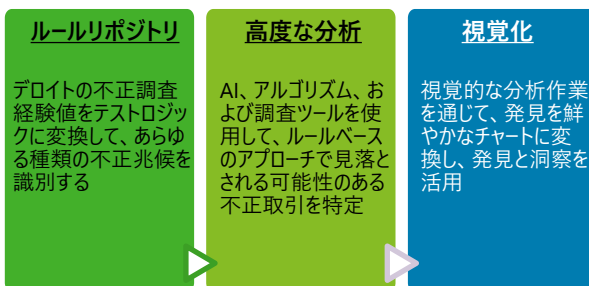 ルールリポジトリ
デロイトの不正調査
経験値をテストロジッ
クに変換して、あらゆ
る種類の不正兆候を
識別する
高度な分析
AI、アルゴリズム、お
よび調査ツールを使
用して、ルールベース
のアプローチで見落と
される可能性のある
不正取引を特定
視覚化
視覚的な分析作業
を通じて、発見を鮮
やかなチャートに変
換し、発見と洞察を
活用